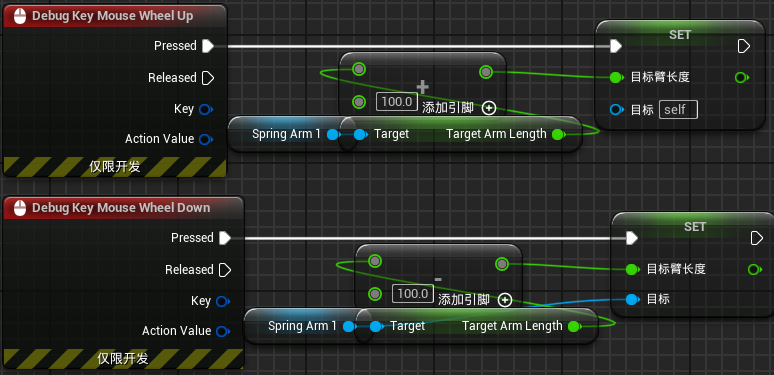 Debug Key Mouse Wheel Up
SET
Pressed
Released
+
目标臂长度
Key
100.0
添加引脚
目标
self
Action Value
Spring Arm 1
Target
Target Arm Length
仅限开发
Debug Key Mouse Wheel Down
SET
Pressed
Released
-
目标臂长度
Key
100.0
添加引脚
目标
Action Value
Spring Arm 1
Target
Target Arm Length
仅限开发